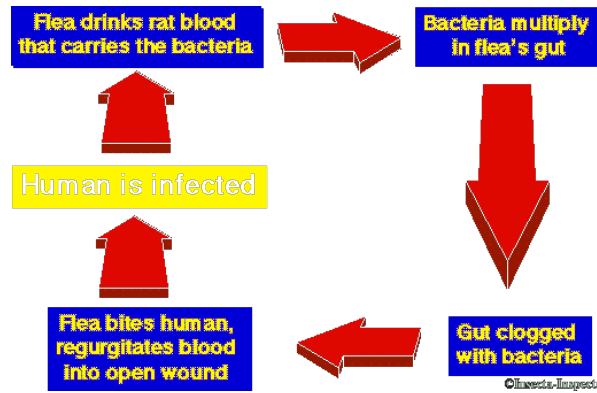 Flea drinks rat blood
that carries the bacteria
Bacteria multiply
in flea's gut
Human is infected
Flea bites human,
regurgitates blood
into open wound
Gut clogged
with bacteria
©Insecta-Inspect